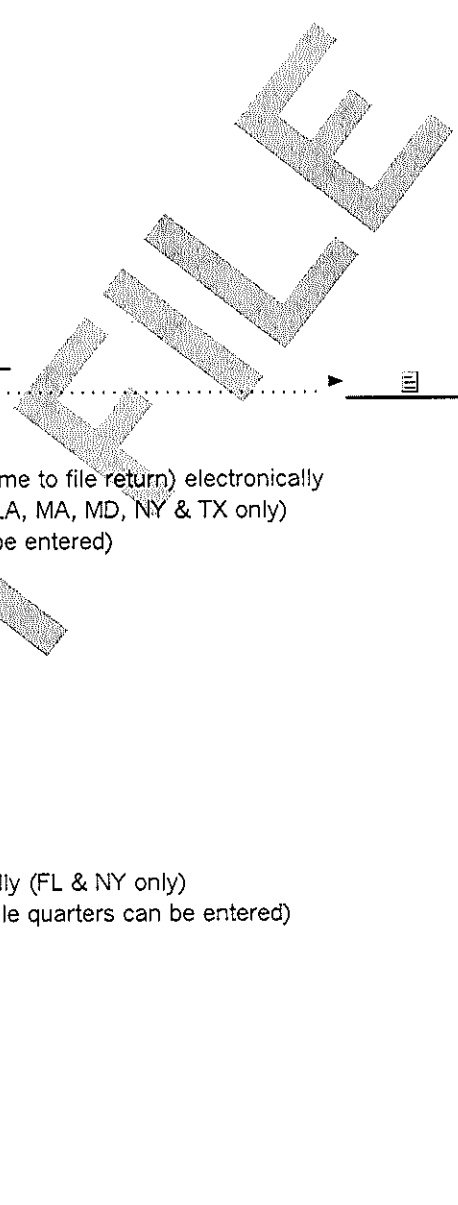 FILE
me to file return) electronically
LA, MA, MD, NY & TX only)
be entered)
lly (FL & NY only)
le quarters can be entered)